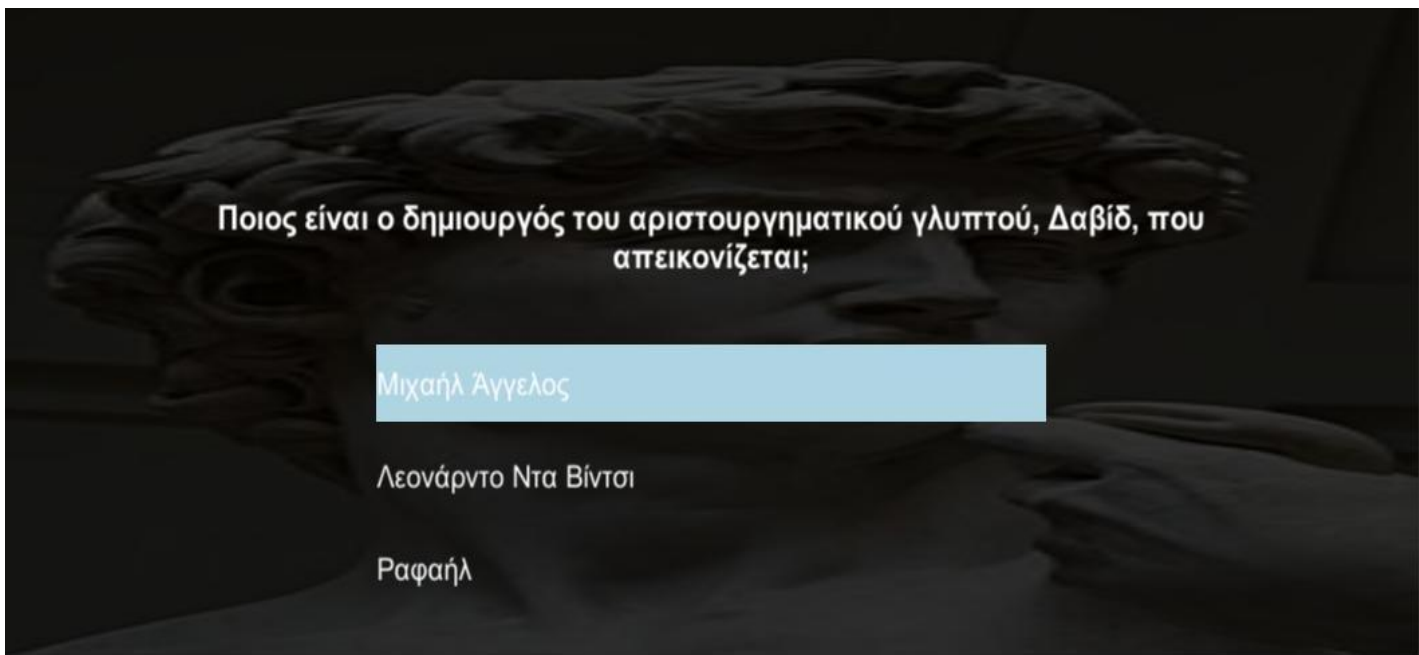 Ποιος είναι ο δημιουργός του αριστουργηματικού γλυπτού, Δαβίδ, που
απεικονίζεται;
Μιχαήλ Άγγελος
Λεονάρντο Ντα Βίντσι
Ραφαήλ